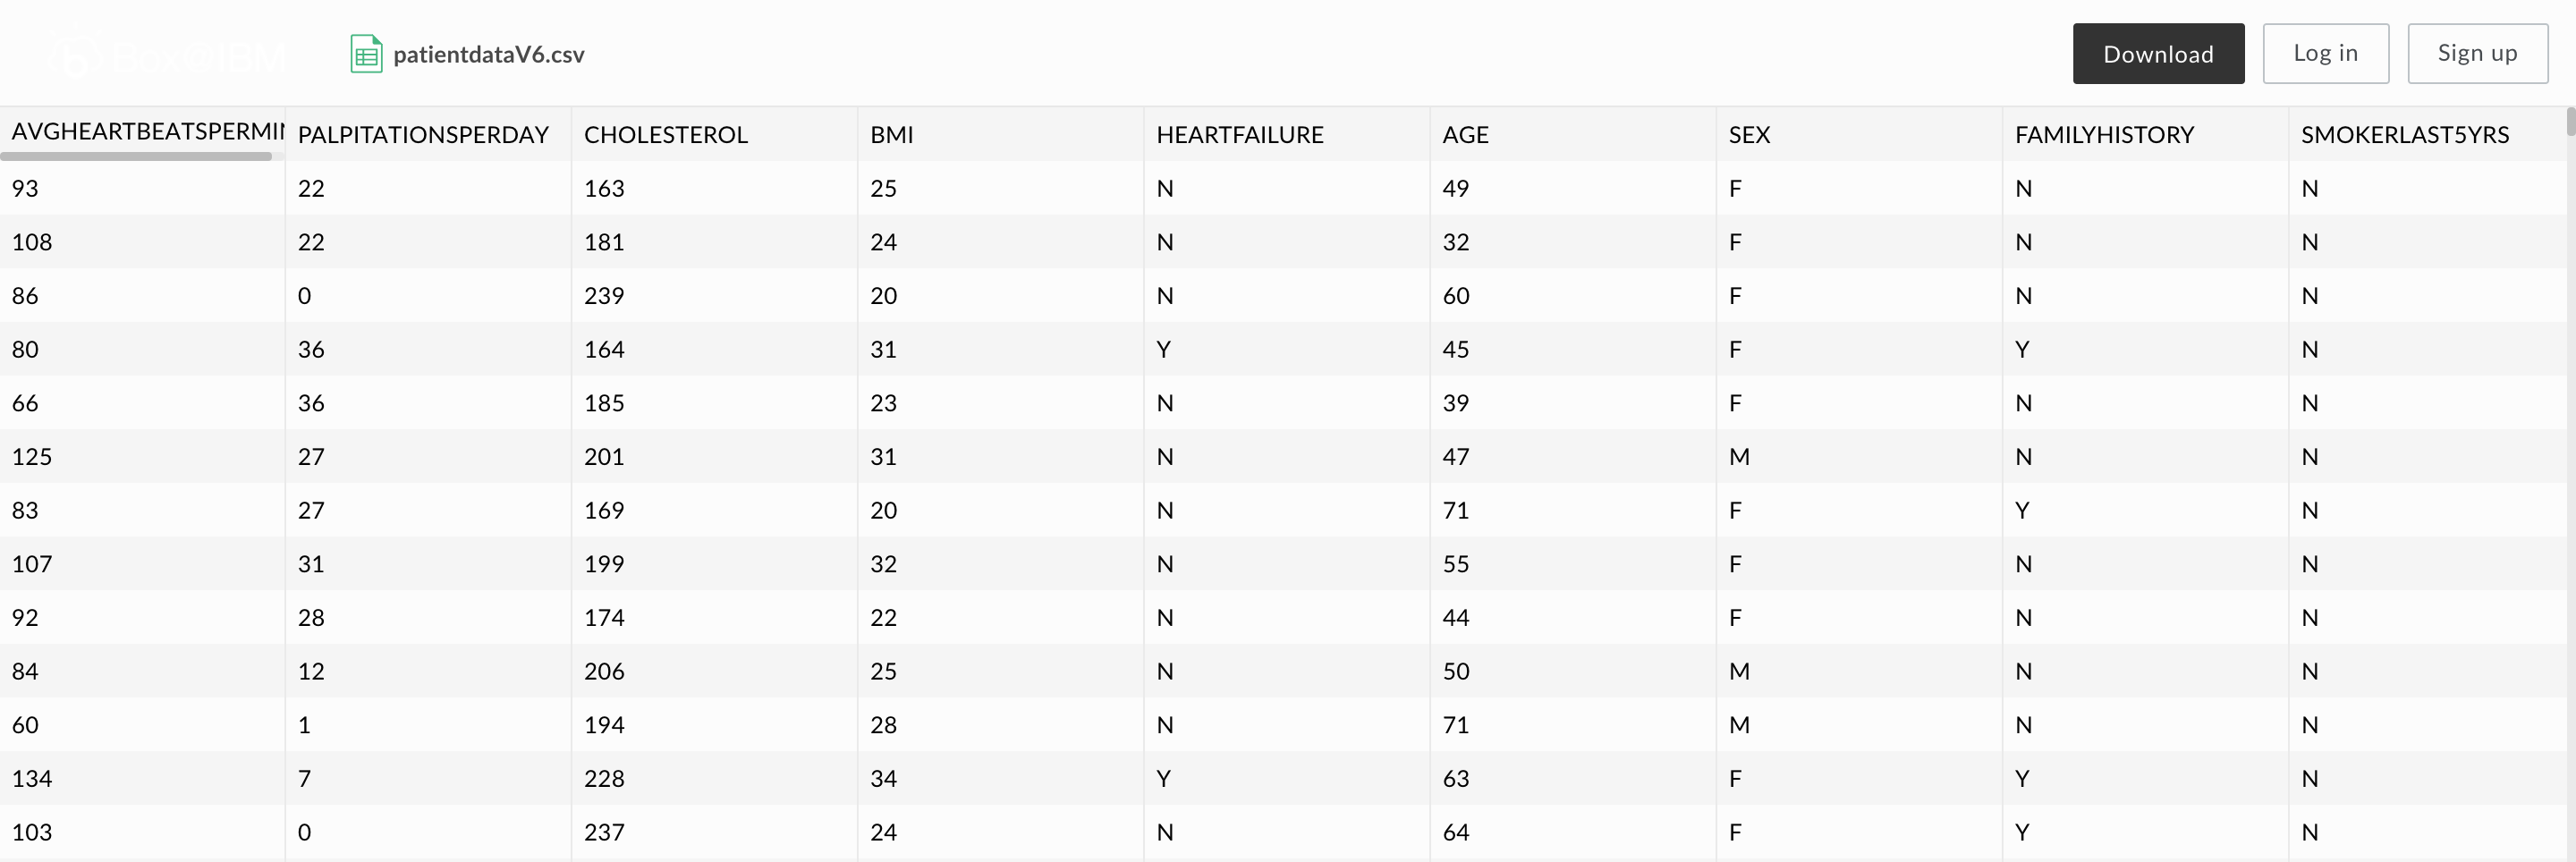 Box@IBM patientdataV6.csv Download Log in Sign up
AVGHEARTBEATSPERMIN PALPITATIONSPERDAY CHOLESTEROL BMI HEARTFAILURE AGE SEX FAMILYHISTORY SMOKERLAST5YRS
93 22 163 25 N 49 F N N
108 22 181 24 N 32 F N N
86 0 239 20 N 60 F N N
80 36 164 31 Y 45 F Y N
66 36 185 23 N 39 F N N
125 27 201 31 N 47 M N N
83 27 169 20 N 71 F Y N
107 31 199 32 N 55 F N N
92 28 174 22 N 44 F N N
84 12 206 25 N 50 M N N
60 1 194 28 N 71 M N N
134 7 228 34 Y 63 F Y N
103 0 237 24 N 64 F Y N